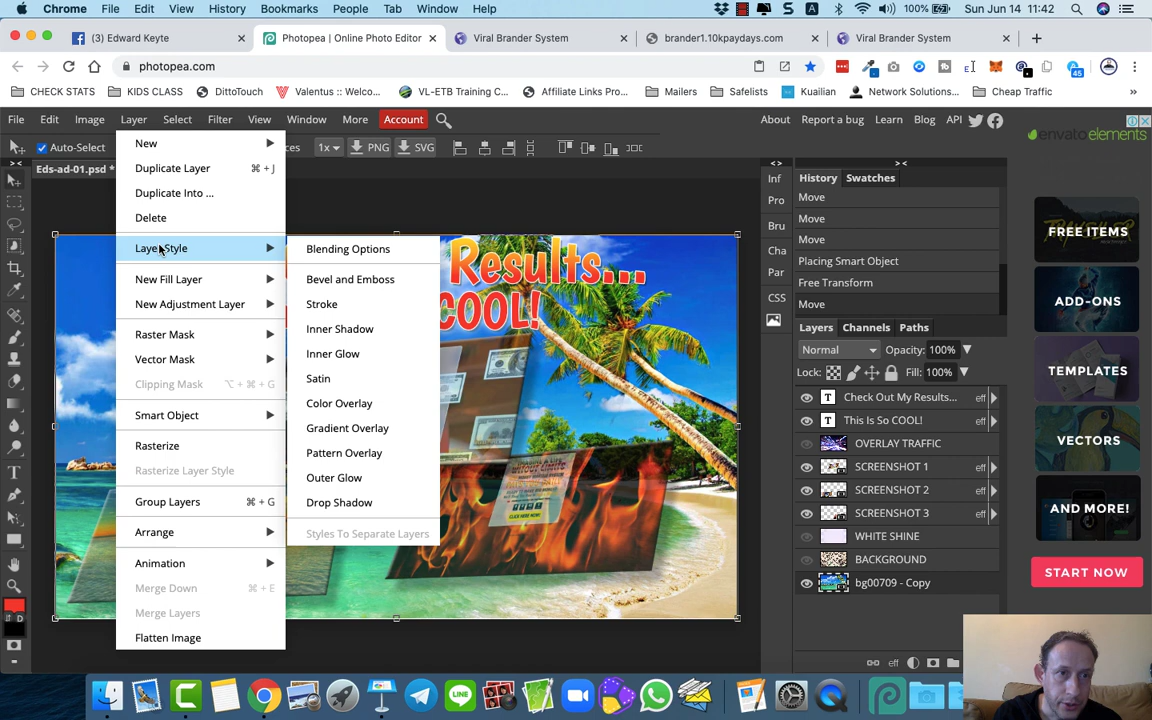 Chrome File Edit View History Bookmarks People Tab Window Help 100% Sun Jun 14 11:42
(3) Edward Keyte × Photopea | Online Photo Editor × Viral Brander System × brander1.10kpaydays.com × Viral Brander System × +
photopea.com 45
CHECK STATS KIDS CLASS DittoTouch Valentus :: Welco... VL-ETB Training C... Affiliate Links Pro... Mailers Safelists Kuailian Network Solutions... Cheap Traffic »
File Edit Image Layer Select Filter View Window More Account About Report a bug Learn Blog API
Auto-Select ces 1x PNG SVG
Eds-ad-01.psd *
New
Duplicate Layer ⌘ + J
Duplicate Into ...
Delete
Layer Style
New Fill Layer
New Adjustment Layer
Raster Mask
Vector Mask
Clipping Mask ⌥ + ⌘ + G
Smart Object
Rasterize
Rasterize Layer Style
Group Layers ⌘ + G
Arrange
Animation
Merge Down ⌘ + E
Merge Layers
Flatten Image
Blending Options
Bevel and Emboss
Stroke
Inner Shadow
Inner Glow
Satin
Color Overlay
Gradient Overlay
Pattern Overlay
Outer Glow
Drop Shadow
Styles To Separate Layers
Results...
COOL!
CLICK HERE NOW!
Inf
Pro
Bru
Cha
Par
CSS
<> ><
History Swatches
Move
Move
Move
Placing Smart Object
Free Transform
Move
Layers Channels Paths
Normal Opacity: 100%
Lock: Fill: 100%
T Check Out My Results... eff
T This Is So COOL! eff
OVERLAY TRAFFIC
SCREENSHOT 1 eff
SCREENSHOT 2 eff
SCREENSHOT 3 eff
WHITE SHINE
BACKGROUND
bg00709 - Copy
eff
envato elements
FREE ITEMS
ADD-ONS
TEMPLATES
VECTORS
AND MORE!
START NOW